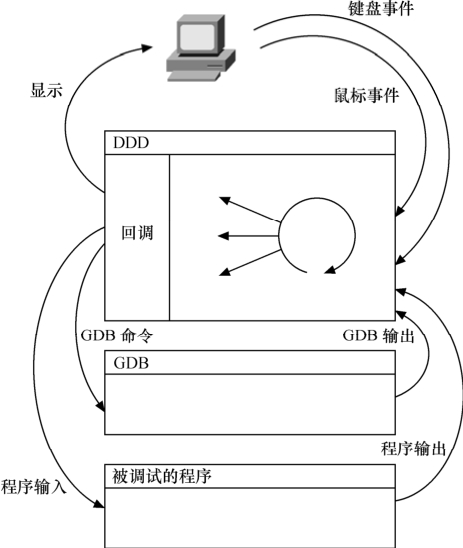 键盘事件
显示
鼠标事件
DDD
回调
GDB 命令
GDB 输出
GDB
程序输出
被调试的程序
程序输入